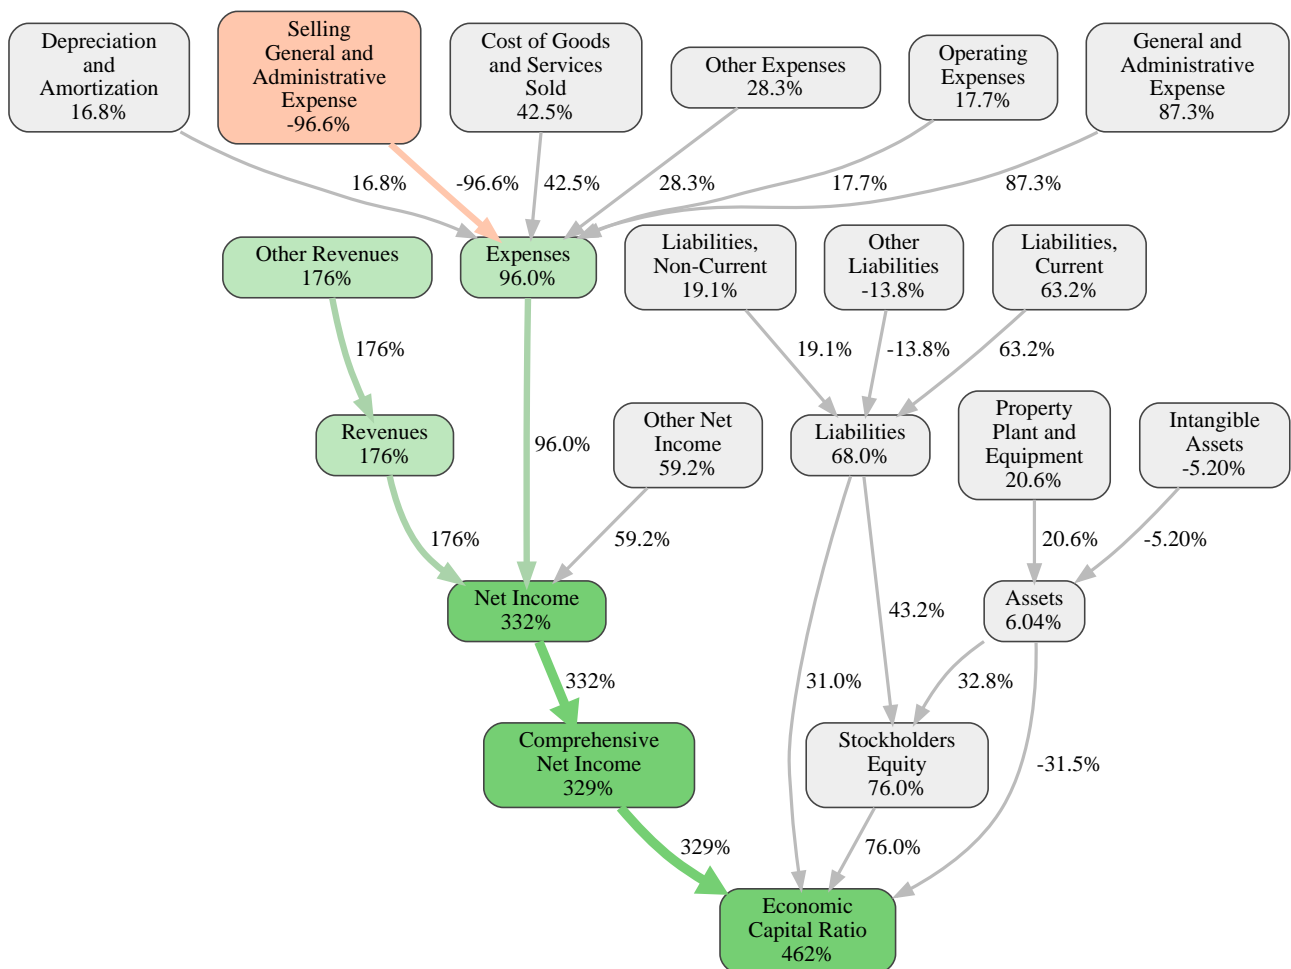 Depreciation
and
Amortization
16.8%
Selling
General and
Administrative
Expense
-96.6%
Cost of Goods
and Services
Sold
42.5%
Other Expenses
28.3%
Operating
Expenses
17.7%
General and
Administrative
Expense
87.3%
16.8%
-96.6%
42.5%
28.3%
17.7%
87.3%
Other Revenues
176%
Expenses
96.0%
Liabilities,
Non-Current
19.1%
Other
Liabilities
-13.8%
Liabilities,
Current
63.2%
176%
19.1%
-13.8%
63.2%
Revenues
176%
96.0%
Other Net
Income
59.2%
Liabilities
68.0%
Property
Plant and
Equipment
20.6%
Intangible
Assets
-5.20%
176%
59.2%
20.6%
-5.20%
Net Income
332%
43.2%
Assets
6.04%
332%
31.0%
32.8%
Comprehensive
Net Income
329%
Stockholders
Equity
76.0%
-31.5%
329%
76.0%
Economic
Capital Ratio
462%